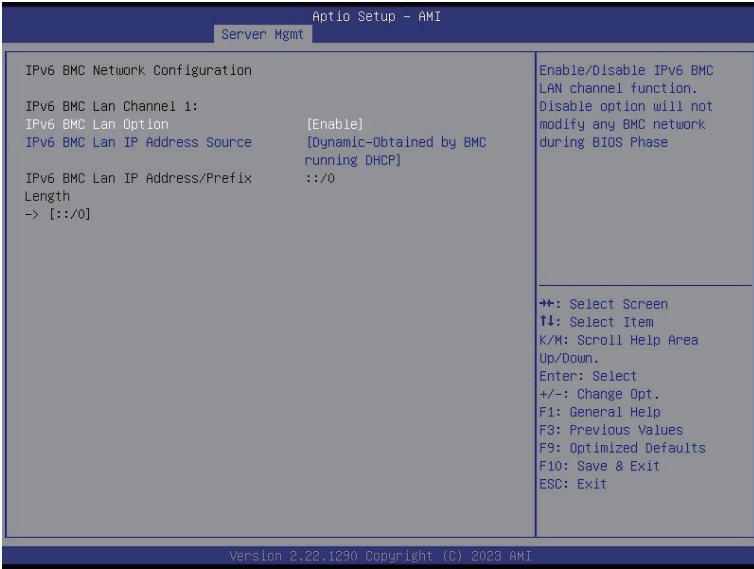 Aptio Setup - AMI
Server Mgmt
IPv6 BMC Network Configuration
IPv6 BMC Lan Channel 1:
IPv6 BMC Lan Option [Enable]
IPv6 BMC Lan IP Address Source [Dynamic-Obtained by BMC
running DHCP]
IPv6 BMC Lan IP Address/Prefix ::/0
Length
-> [::/0]
Enable/Disable IPv6 BMC
LAN channel function.
Disable option will not
modify any BMC network
during BIOS Phase
→←: Select Screen
↑↓: Select Item
K/M: Scroll Help Area
Up/Down.
Enter: Select
+/-: Change Opt.
F1: General Help
F3: Previous Values
F9: Optimized Defaults
F10: Save & Exit
ESC: Exit
Version 2.22.1290 Copyright (C) 2023 AMI